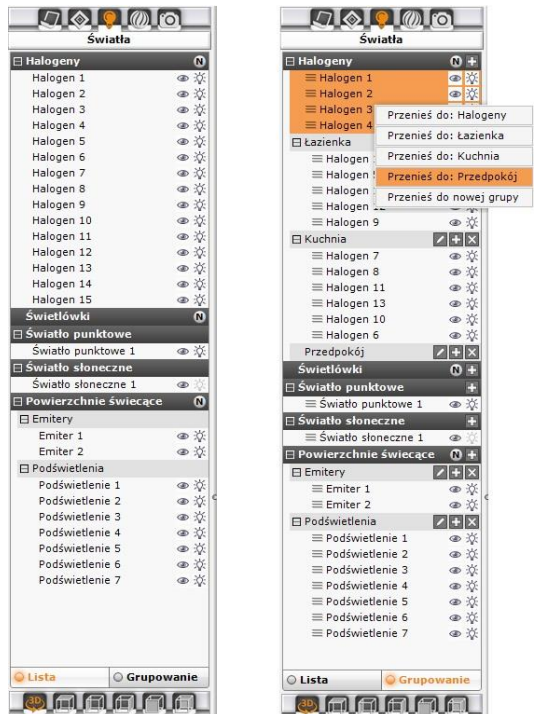 Światła
Halogeny N
Halogen 1
Halogen 2
Halogen 3
Halogen 4
Halogen 5
Halogen 6
Halogen 7
Halogen 8
Halogen 9
Halogen 10
Halogen 11
Halogen 12
Halogen 13
Halogen 14
Halogen 15
Świetlówki N
Światło punktowe
Światło punktowe 1
Światło słoneczne
Światło słoneczne 1
Powierzchnie świecące N
Emitery
Emiter 1
Emiter 2
Podświetlenia
Podświetlenie 1
Podświetlenie 2
Podświetlenie 3
Podświetlenie 4
Podświetlenie 5
Podświetlenie 6
Podświetlenie 7
Lista Grupowanie
3D
Światła
Halogeny N
Halogen 1
Halogen 2
Halogen 3
Halogen 4
Przenieś do: Halogeny
Przenieś do: Łazienka
Przenieś do: Kuchnia
Przenieś do: Przedpokój
Przenieś do nowej grupy
Łazienka
Halogen
Halogen
Halogen
Halogen 12
Halogen 9
Kuchnia
Halogen 7
Halogen 8
Halogen 11
Halogen 13
Halogen 10
Halogen 6
Przedpokój
Świetlówki N
Światło punktowe
Światło punktowe 1
Światło słoneczne
Światło słoneczne 1
Powierzchnie świecące N
Emitery
Emiter 1
Emiter 2
Podświetlenia
Podświetlenie 1
Podświetlenie 2
Podświetlenie 3
Podświetlenie 4
Podświetlenie 5
Podświetlenie 6
Podświetlenie 7
Lista Grupowanie
3D